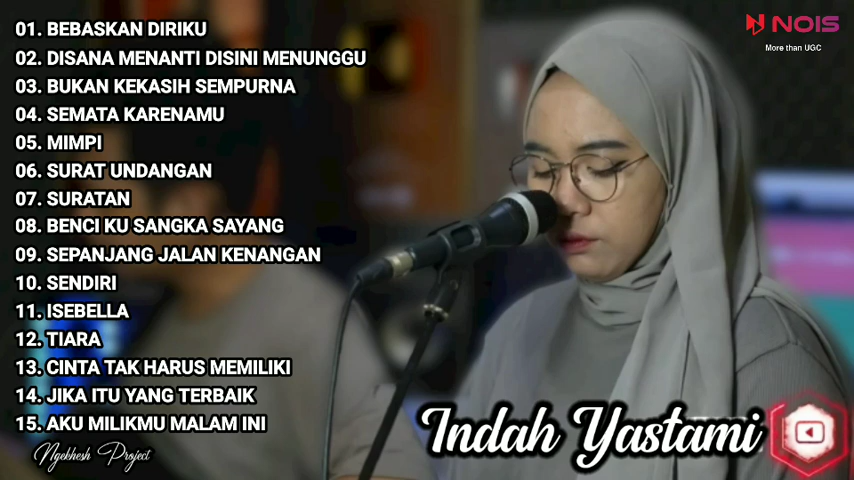 01. BEBASKAN DIRIKU
02. DISANA MENANTI DISINI MENUNGGU
03. BUKAN KEKASIH SEMPURNA
04. SEMATA KARENAMU
05. MIMPI
06. SURAT UNDANGAN
07. SURATAN
08. BENCI KU SANGKA SAYANG
09. SEPANJANG JALAN KENANGAN
10. SENDIRI
11. ISEBELLA
12. TIARA
13. CINTA TAK HARUS MEMILIKI
14. JIKA ITU YANG TERBAIK
15. AKU MILIKMU MALAM INI
Ngekhesh Project
NOIS
More than UGC
Indah Yastami